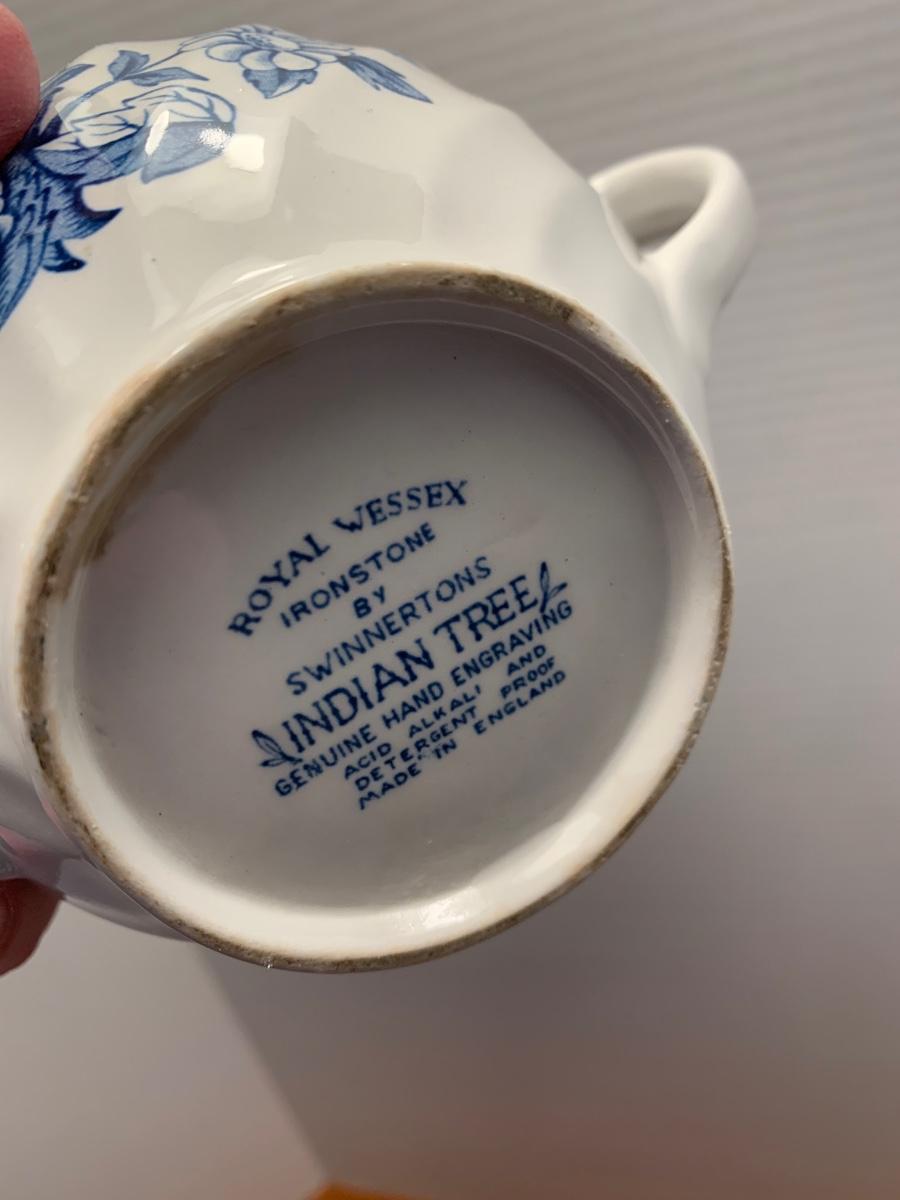 ROYAL WESSEX
IRONSTONE
BY
SWINNERTONS
INDIAN TREE
GENUINE HAND ENGRAVING
ACID ALKALI AND
DETERGENT PROOF
MADE IN ENGLAND